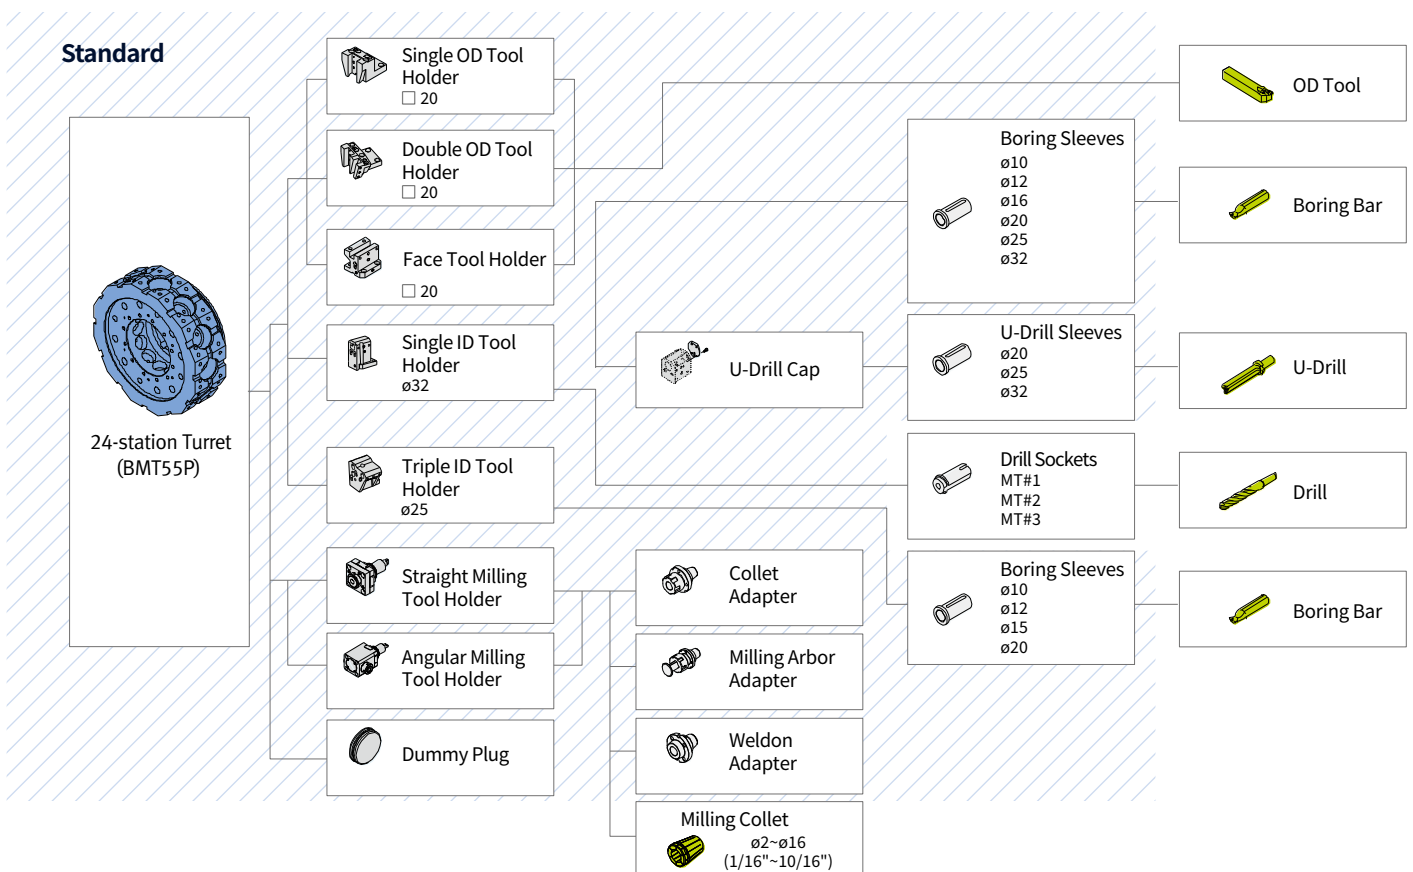 Standard
24-station Turret
(BMT55P)
Single OD Tool
Holder
□ 20
Double OD Tool
Holder
□ 20
Face Tool Holder
□ 20
Single ID Tool
Holder
ø32
Triple ID Tool
Holder
ø25
Straight Milling
Tool Holder
Angular Milling
Tool Holder
Dummy Plug
U-Drill Cap
Collet
Adapter
Milling Arbor
Adapter
Weldon
Adapter
Milling Collet
ø2~ø16
(1/16"~10/16")
Boring Sleeves
ø10
ø12
ø16
ø20
ø25
ø32
U-Drill Sleeves
ø20
ø25
ø32
Drill Sockets
MT#1
MT#2
MT#3
Boring Sleeves
ø10
ø12
ø15
ø20
OD Tool
Boring Bar
U-Drill
Drill
Boring Bar